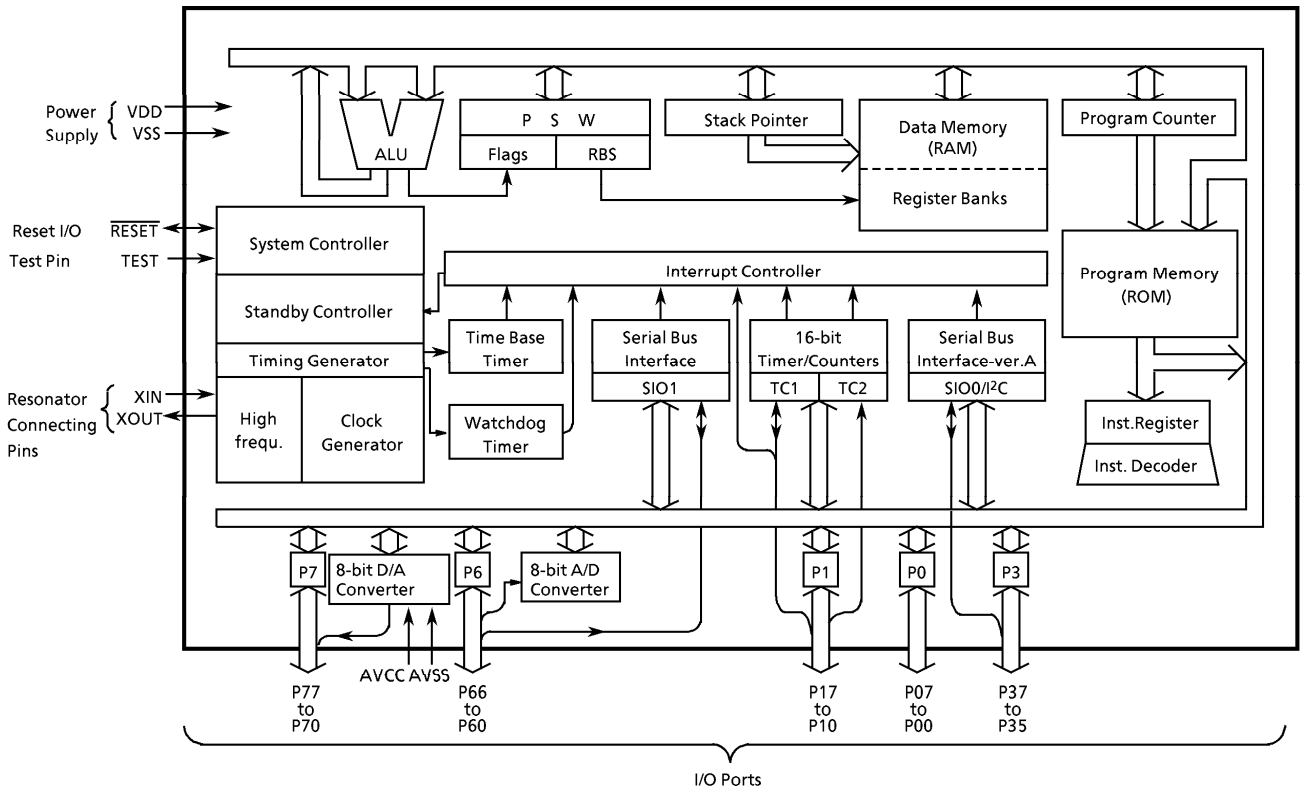 Power
Supply
VDD
VSS
ALU
P S W
Flags
RBS
Stack Pointer
Data Memory
(RAM)
Register Banks
Program Counter
Reset I/O
RESET
Test Pin
TEST
System Controller
Standby Controller
Timing Generator
High
frequ.
Clock
Generator
Resonator
Connecting
Pins
XIN
XOUT
Interrupt Controller
Time Base
Timer
Watchdog
Timer
Serial Bus
Interface
SIO1
16-bit
Timer/Counters
TC1
TC2
Serial Bus
Interface-ver.A
SIO0/I²C
Program Memory
(ROM)
Inst.Register
Inst. Decoder
P7
8-bit D/A
Converter
P6
8-bit A/D
Converter
P1
P0
P3
AVCC AVSS
P77
to
P70
P66
to
P60
P17
to
P10
P07
to
P00
P37
to
P35
I/O Ports